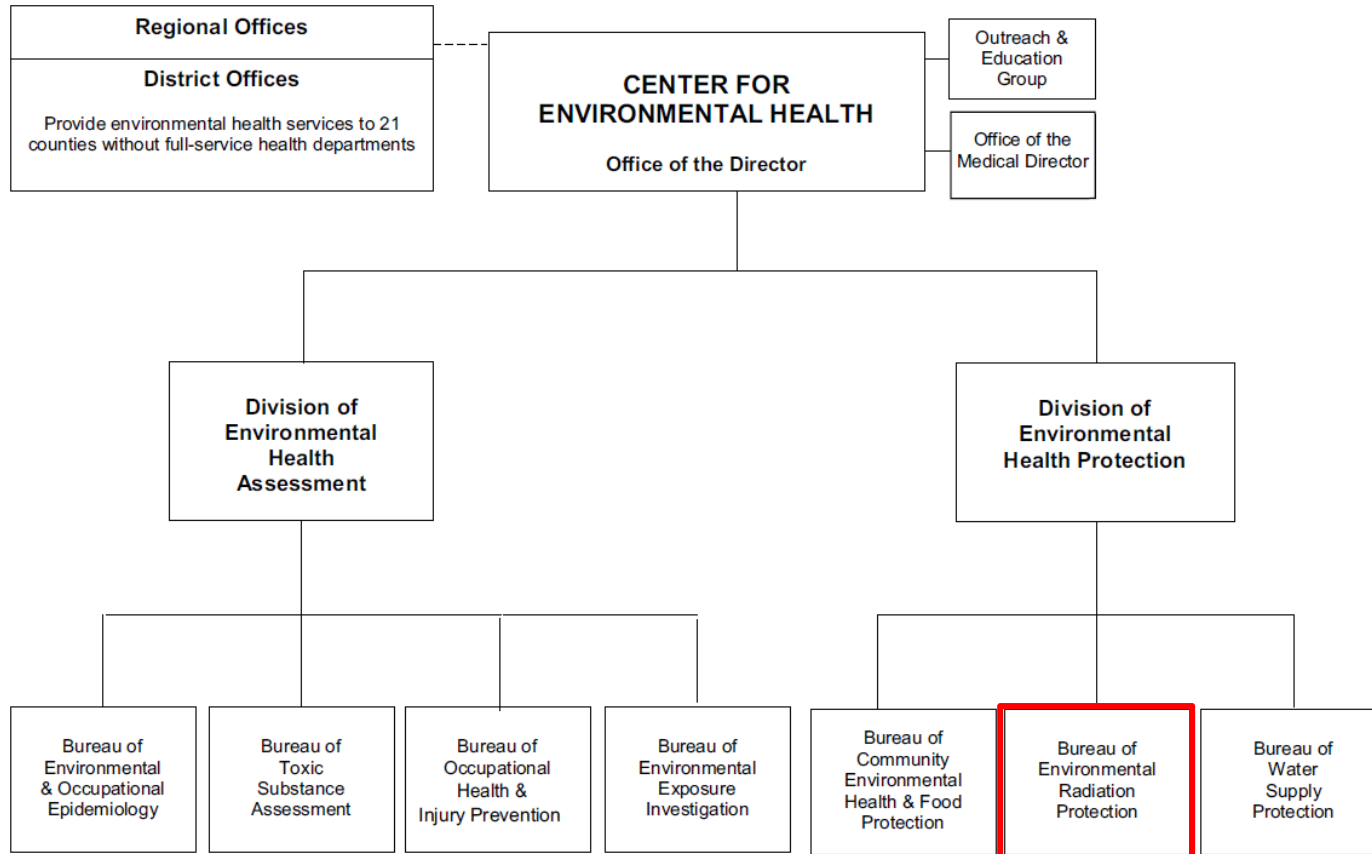 Regional Offices
District Offices
Provide environmental health services to 21
counties without full-service health departments
CENTER FOR
ENVIRONMENTAL HEALTH
Office of the Director
Outreach &
Education
Group
Office of the
Medical Director
Division of
Environmental
Health
Assessment
Division of
Environmental
Health Protection
Bureau of
Environmental
& Occupational
Epidemiology
Bureau of
Toxic
Substance
Assessment
Bureau of
Occupational
Health &
Injury Prevention
Bureau of
Environmental
Exposure
Investigation
Bureau of
Community
Environmental
Health & Food
Protection
Bureau of
Environmental
Radiation
Protection
Bureau of
Water
Supply
Protection